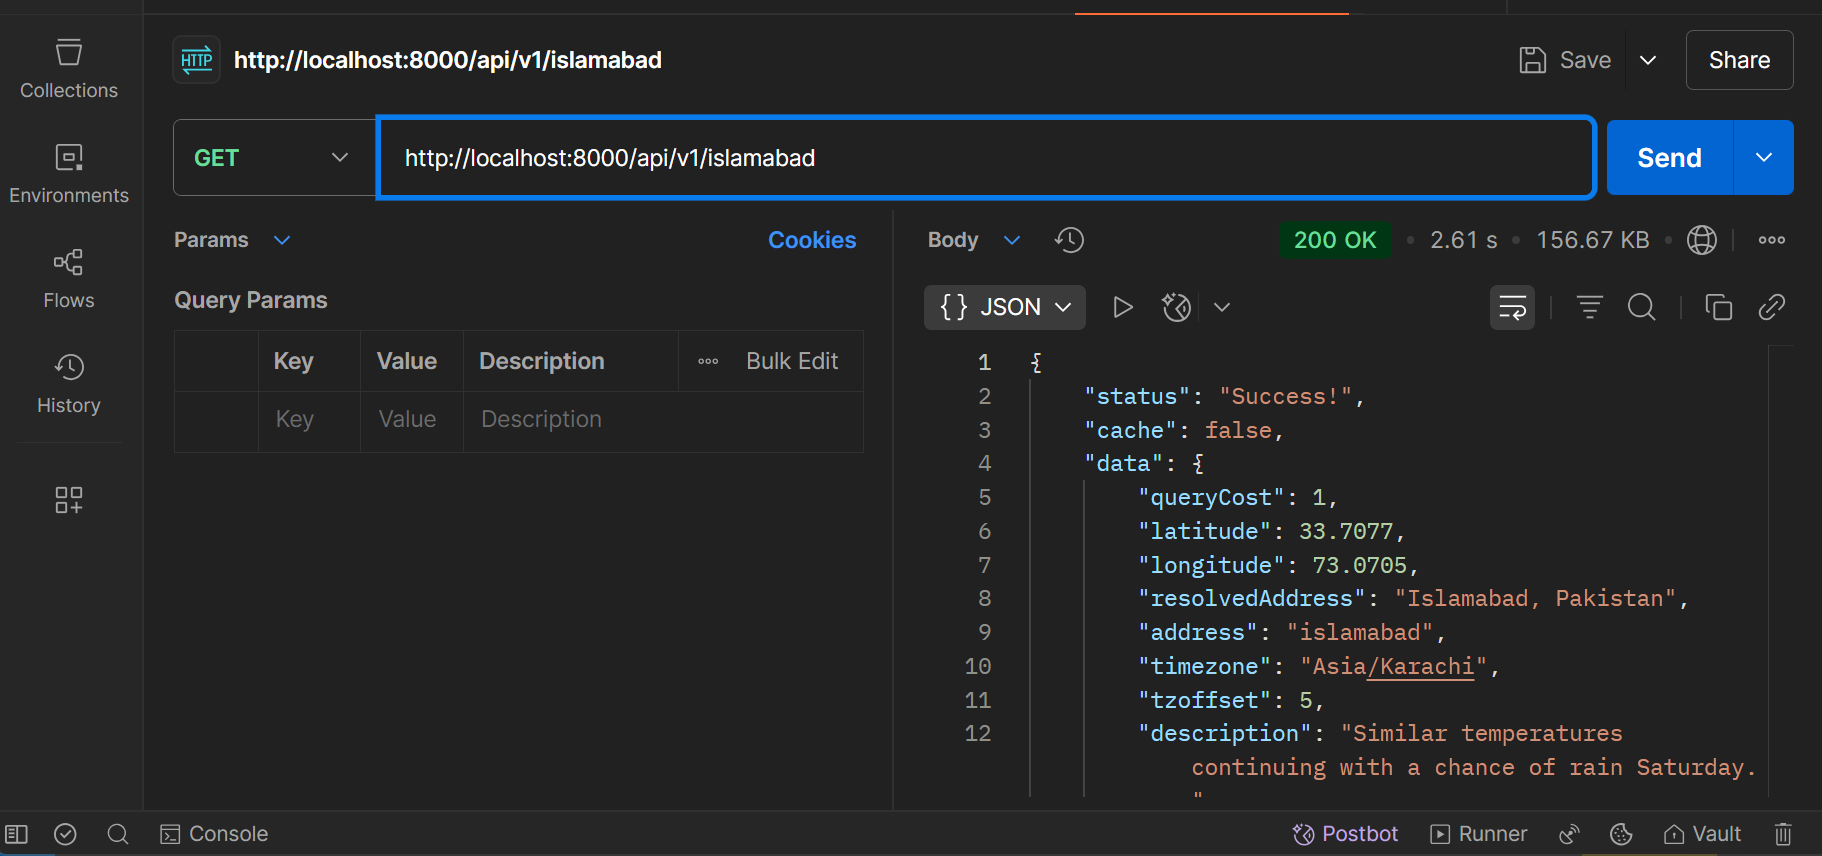 Collections
Environments
Flows
History
HTTP http://localhost:8000/api/v1/islamabad
Save
Share
GET
http://localhost:8000/api/v1/islamabad
Send
Params
Cookies
Query Params
Key Value Description Bulk Edit
Key Value Description
Body
200 OK • 2.61 s • 156.67 KB
{} JSON
1 {
2 "status": "Success!",
3 "cache": false,
4 "data": {
5 "queryCost": 1,
6 "latitude": 33.7077,
7 "longitude": 73.0705,
8 "resolvedAddress": "Islamabad, Pakistan",
9 "address": "islamabad",
10 "timezone": "Asia/Karachi",
11 "tzoffset": 5,
12 "description": "Similar temperatures
continuing with a chance of rain Saturday.
"
Console
Postbot
Runner
Vault